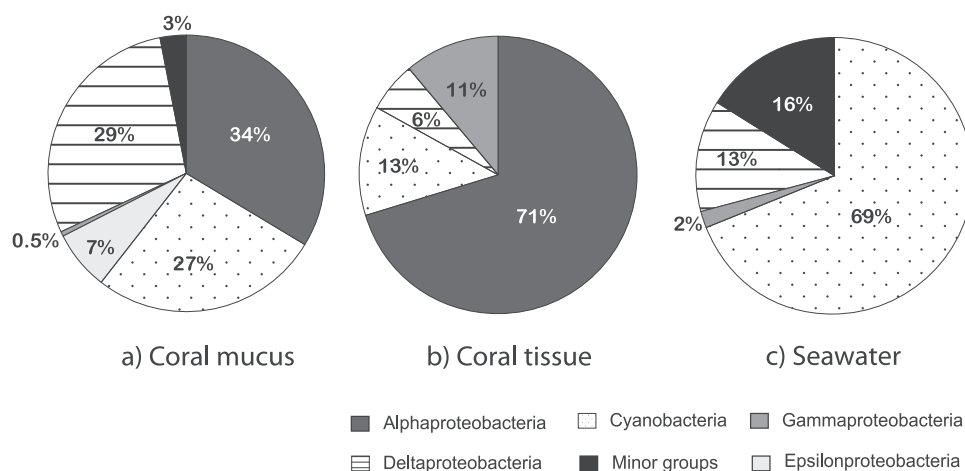 3%
34%
29%
0.5%
7%
27%
a) Coral mucus
11%
6%
13%
71%
b) Coral tissue
16%
13%
2%
69%
c) Seawater
Alphaproteobacteria
Cyanobacteria
Gammaproteobacteria
Deltaproteobacteria
Minor groups
Epsilonproteobacteria